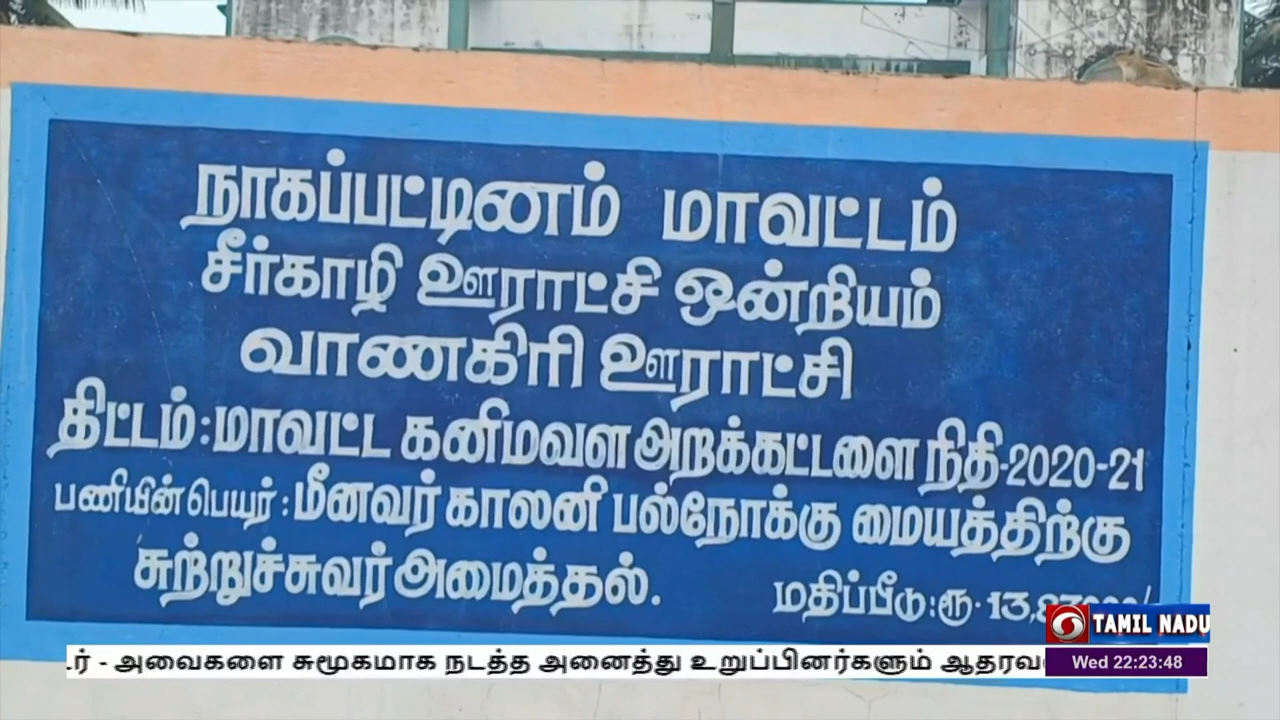 நாகப்பட்டினம் மாவட்டம்
சீர்காழி ஊராட்சி ஒன்றியம்
வாணகிரி ஊராட்சி
திட்டம்:மாவட்ட கனிமவள அறக்கட்டளை நிதி-2020-21
பணியின் பெயர்:மீனவர் காலனி பல்நோக்கு மையத்திற்கு
சுற்றுச்சுவர் அமைத்தல்.
மதிப்பீடு:ரூ.
TAMIL NADU
- அவைகளை சுமூகமாக நடத்த அனைத்து உறுப்பினர்களும்
Wed 22:23:48